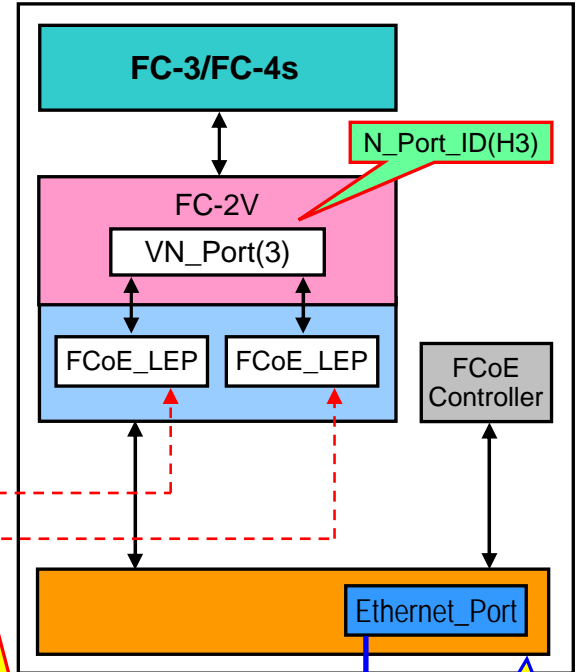 FC-3/FC-4s
N_Port_ID(H3)
FC-2V
VN_Port(3)
FCoE_LEP
FCoE_LEP
FCoE
Controller
Ethernet_Port